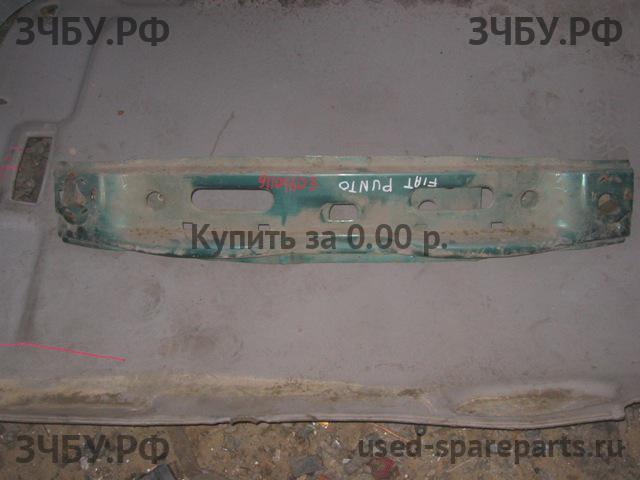 ЗЧБУ.РФ
ЗЧБУ.РФ
FIAT PUNTO
Купить за 0.00 р.
ЗЧБУ.РФ
used-spareparts.ru